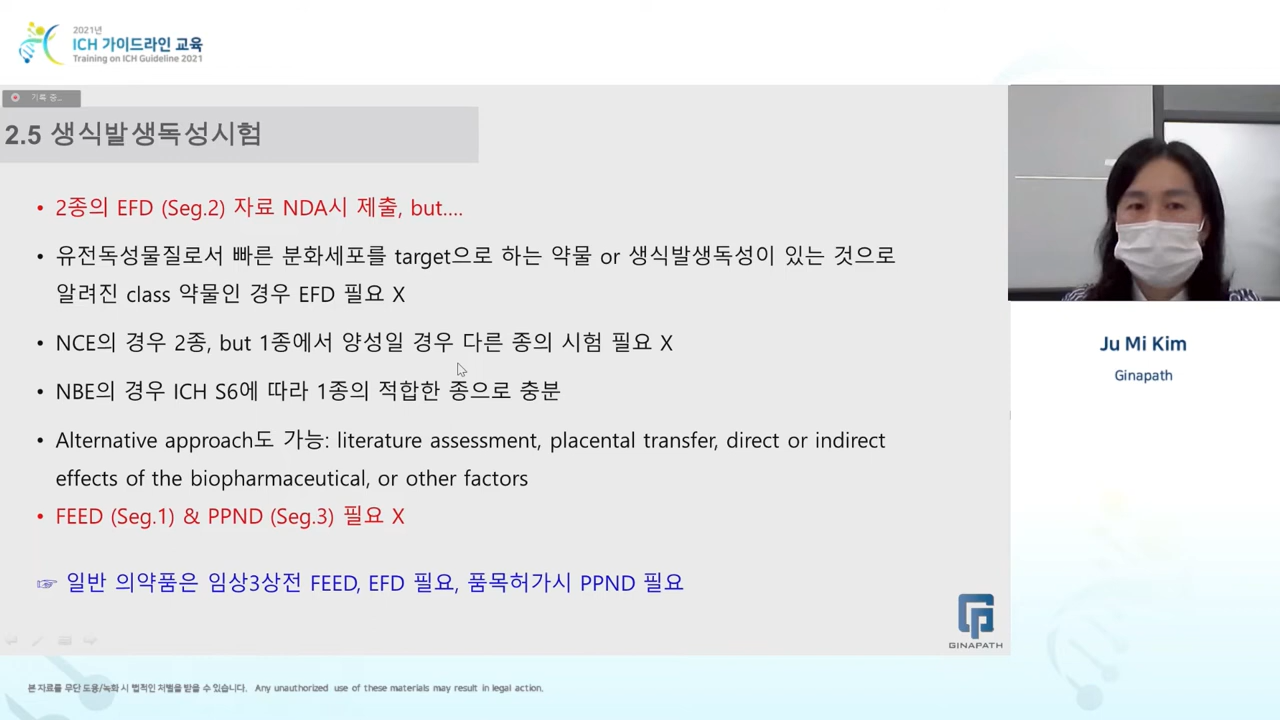 2021년
ICH 가이드라인 교육
Training on ICH Guideline 2021
기록 중...
2.5 생식발생독성시험
• 2종의 EFD (Seg.2) 자료 NDA시 제출, but....
• 유전독성물질로서 빠른 분화세포를 target으로 하는 약물 or 생식발생독성이 있는 것으로
알려진 class 약물인 경우 EFD 필요 X
• NCE의 경우 2종, but 1종에서 양성일 경우 다른 종의 시험 필요 X
• NBE의 경우 ICH S6에 따라 1종의 적합한 종으로 충분
• Alternative approach도 가능: literature assessment, placental transfer, direct or indirect
effects of the biopharmaceutical, or other factors
• FEED (Seg.1) & PPND (Seg.3) 필요 X
☞ 일반 의약품은 임상3상전 FEED, EFD 필요, 품목허가시 PPND 필요
GINAPATH
Ju Mi Kim
Ginapath
본 자료를 무단 도용/녹화 시 법적인 처벌을 받을 수 있습니다. Any unauthorized use of these materials may result in legal action.